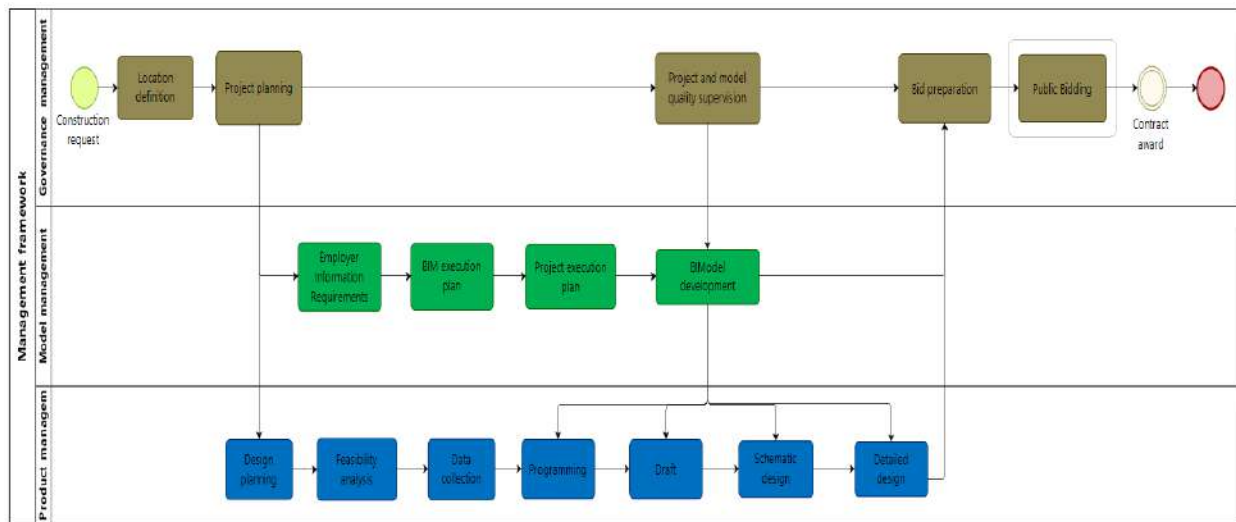 Management framework
Governance management
Construction
request
Location
definition
Project planning
Project and model
quality supervision
Bid preparation
Public Bidding
Contract
award
Model management
Employer
Information
Requirements
BIM execution
plan
Project execution
plan
BIModel
development
Product managem
Design
planning
Feasibility
analysis
Data
collection
Programming
Draft
Schematic
design
Detailed
design